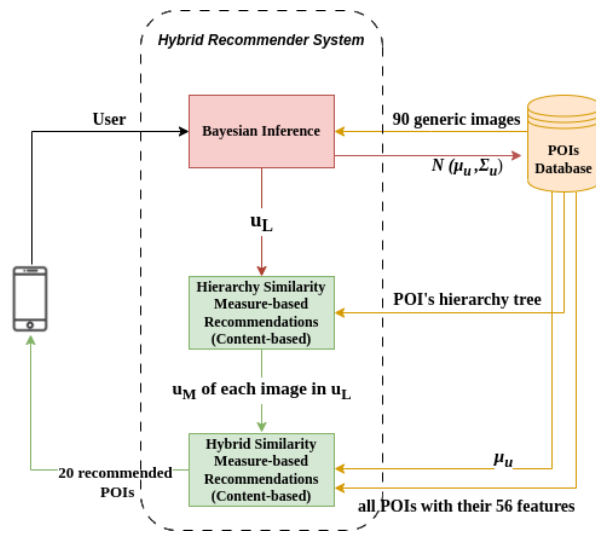 Hybrid Recommender System
User
Bayesian Inference
90 generic images
POIs
Database
N (μu ,Σu)
uL
Hierarchy Similarity
Measure-based
Recommendations
(Content-based)
POI's hierarchy tree
uM of each image in uL
Hybrid Similarity
Measure-based
Recommendations
(Content-based)
μu
20 recommended
POIs
all POIs with their 56 features